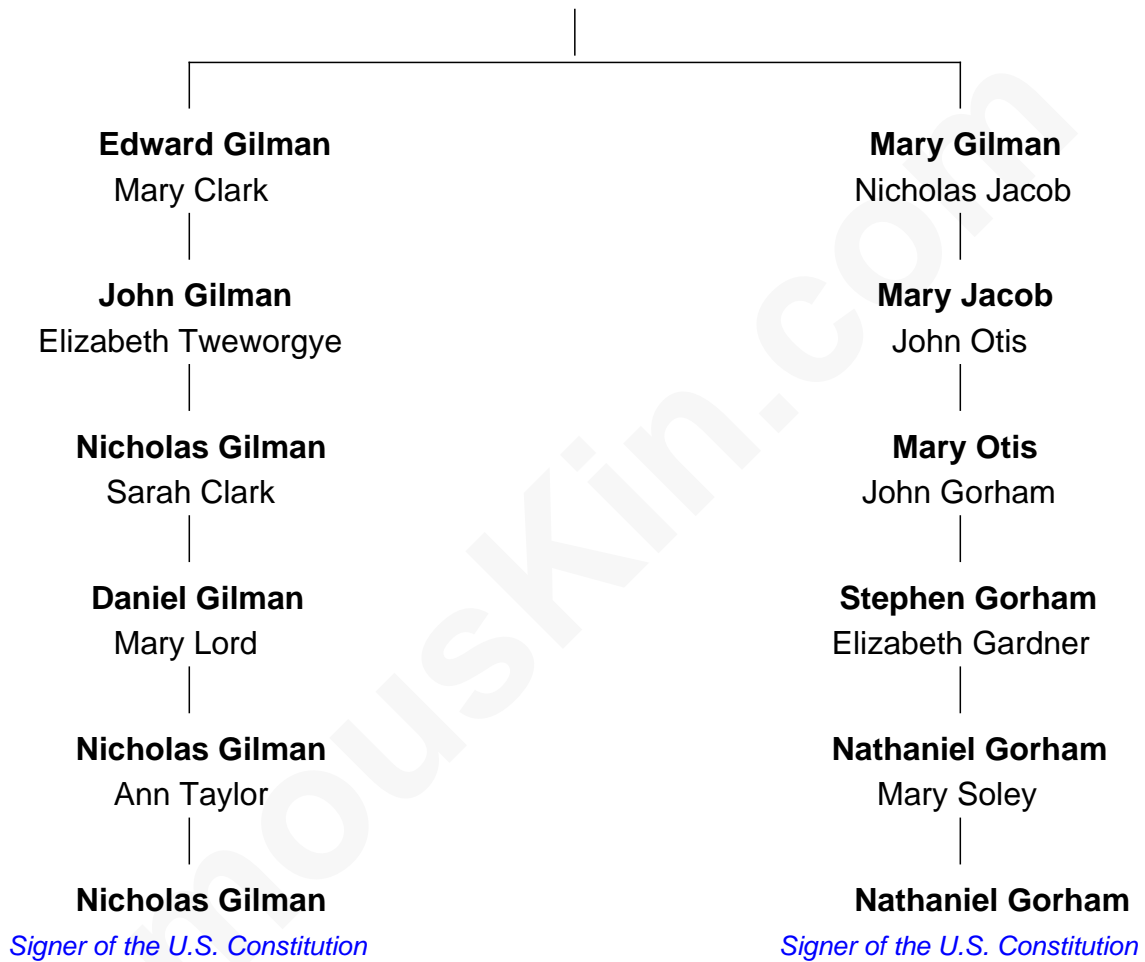 Edward Gilman
Mary Clark
Mary Gilman
Nicholas Jacob
John Gilman
Elizabeth Tweworgye
Mary Jacob
John Otis
Nicholas Gilman
Sarah Clark
Mary Otis
John Gorham
Daniel Gilman
Mary Lord
Stephen Gorham
Elizabeth Gardner
Nicholas Gilman
Ann Taylor
Nathaniel Gorham
Mary Soley
Nicholas Gilman
Signer of the U.S. Constitution
Nathaniel Gorham
Signer of the U.S. Constitution
mouskin.com